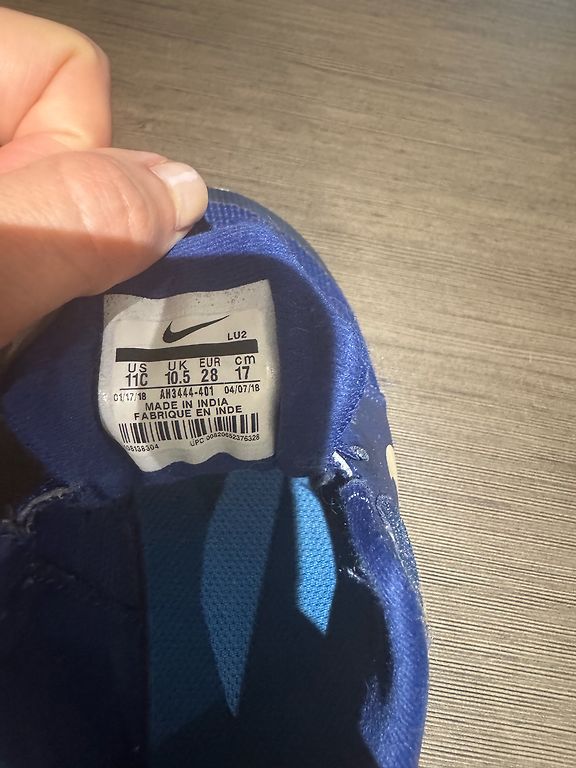 LU2
US UK EUR cm
11C 10.5 28 17
01/17/18 AH3444-401 04/07/18
MADE IN INDIA
FABRIQUE EN INDE
UPC 00820652376328